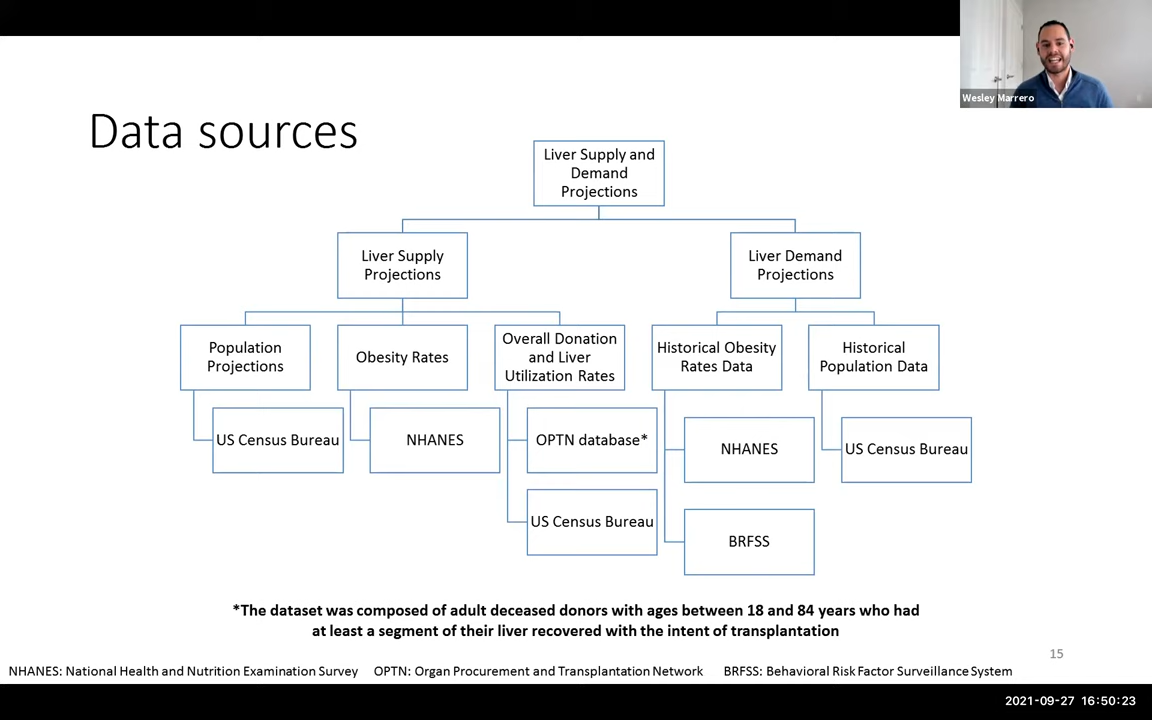 Wesley Marrero
Data sources
Liver Supply and
Demand
Projections
Liver Supply
Projections
Liver Demand
Projections
Population
Projections
Obesity Rates
Overall Donation
and Liver
Utilization Rates
Historical Obesity
Rates Data
Historical
Population Data
US Census Bureau
NHANES
OPTN database*
NHANES
US Census Bureau
US Census Bureau
BRFSS
*The dataset was composed of adult deceased donors with ages between 18 and 84 years who had
at least a segment of their liver recovered with the intent of transplantation
15
NHANES: National Health and Nutrition Examination Survey OPTN: Organ Procurement and Transplantation Network BRFSS: Behavioral Risk Factor Surveillance System
2021-09-27 16:50:23